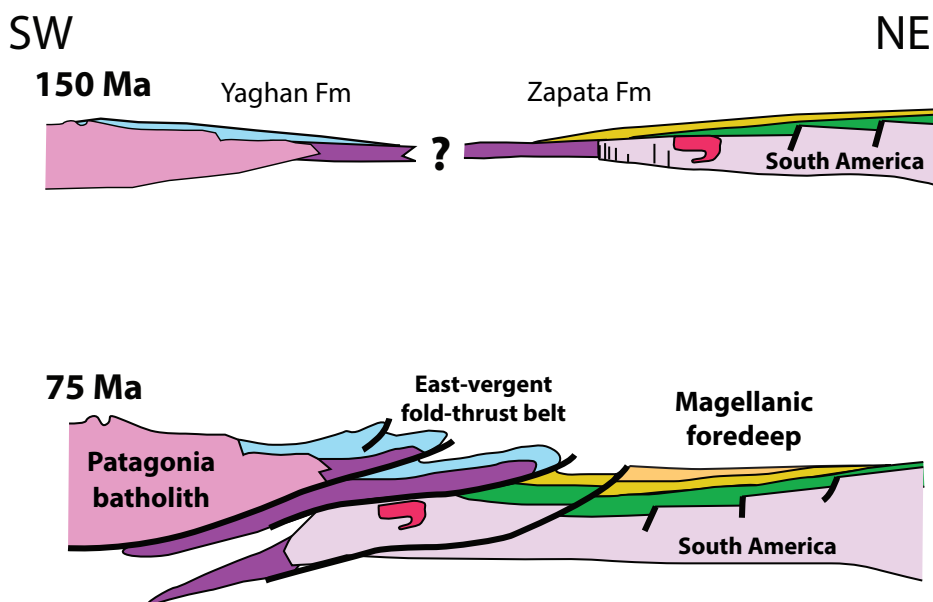 SW
NE
150 Ma
Yaghan Fm
Zapata Fm
?
South America
75 Ma
East-vergent
fold-thrust belt
Magellanic
foredeep
Patagonia
batholith
South America